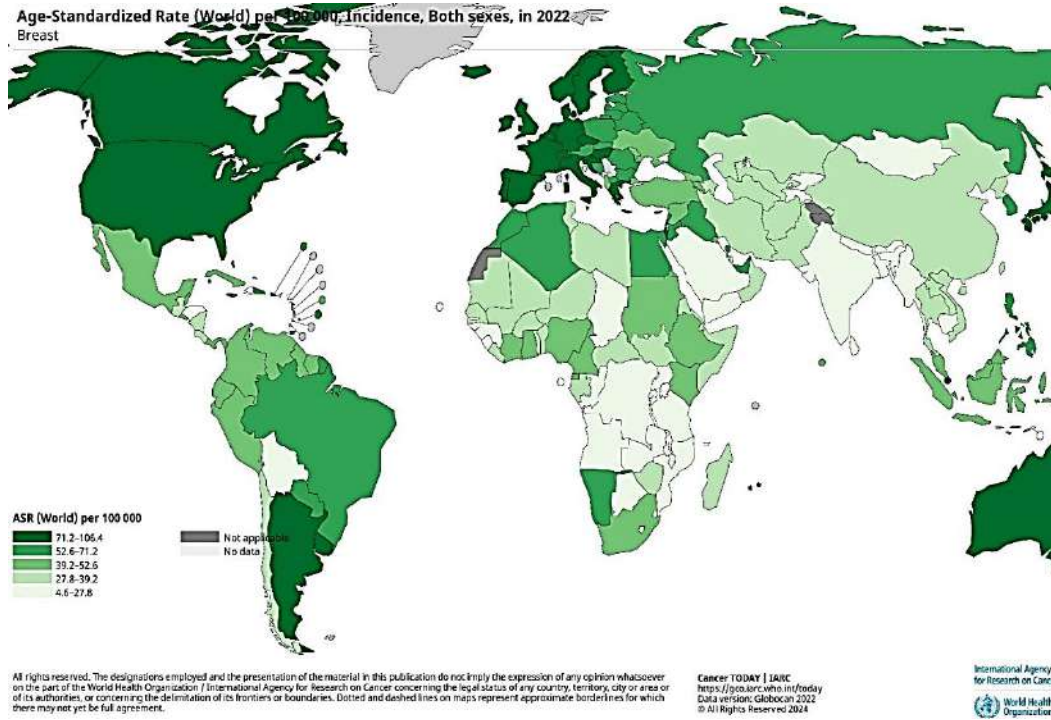 Age-Standardized Rate (World) per 100 000, Incidence, Both sexes, in 2022
Breast
ASR (World) per 100 000
71.2–106.4
52.6–71.2
39.2–52.6
27.8–39.2
4.6–27.8
Not applicable
No data
All rights reserved. The designations employed and the presentation of the material in this publication do not imply the expression of any opinion whatsoever
on the part of the World Health Organization / International Agency for Research on Cancer concerning the legal status of any country, territory, city or area or
of its authorities, or concerning the delimitation of its frontiers or boundaries. Dotted and dashed lines on maps represent approximate borderlines for which
there may not yet be full agreement.
Cancer TODAY | IARC
https://gco.iarc.who.int/today
Data version: Globocan 2022
© All Rights Reserved 2024
International Agency
for Research on Canc
World Health
Organization